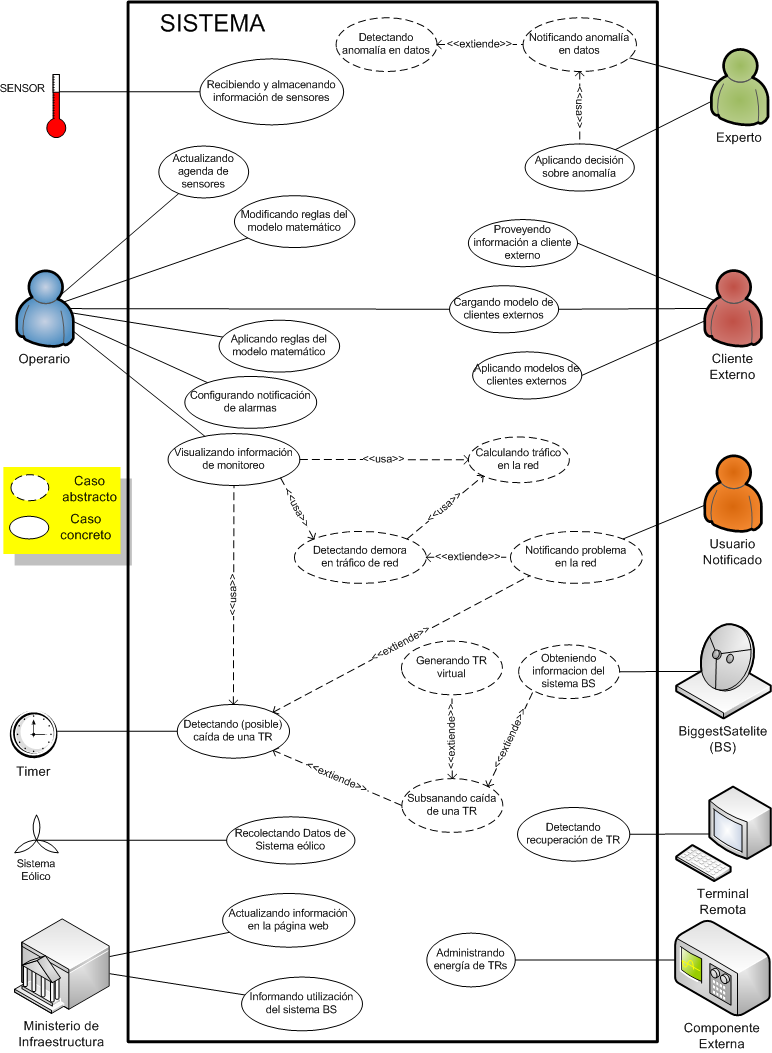 SISTEMA
Detectando
anomalía en datos
<<extiende>>
Notificando anomalía
en datos
SENSOR
Recibiendo y almacenando
información de sensores
<<usa>>
Experto
Actualizando
agenda de
sensores
Aplicando decisión
sobre anomalía
Modificando reglas del
modelo matemático
Proveyendo
información a cliente
externo
Operario
Cargando modelo de
clientes externos
Cliente
Externo
Aplicando reglas del
modelo matemático
Aplicando modelos de
clientes externos
Configurando notificación
de alarmas
Visualizando información
de monitoreo
<<usa>>
Calculando tráfico
en la red
Caso
abstracto
Caso
concreto
<<usa>>
<<usa>>
Detectando demora
en tráfico de red
<<extiende>>
Notificando problema
en la red
Usuario
Notificado
<<usa>>
<<extiende>>
Generando TR
virtual
Obteniendo
informacion del
sistema BS
BiggestSatelite
(BS)
Timer
Detectando (posible)
caída de una TR
<<extiende>>
<<extiende>>
<<extiende>>
Subsanando caída
de una TR
Sistema
Eólico
Recolectando Datos de
Sistema eólico
Detectando
recuperación de TR
Terminal
Remota
Actualizando información
en la página web
Administrando
energía de TRs
Informando utilización
del sistema BS
Ministerio de
Infraestructura
Componente
Externa